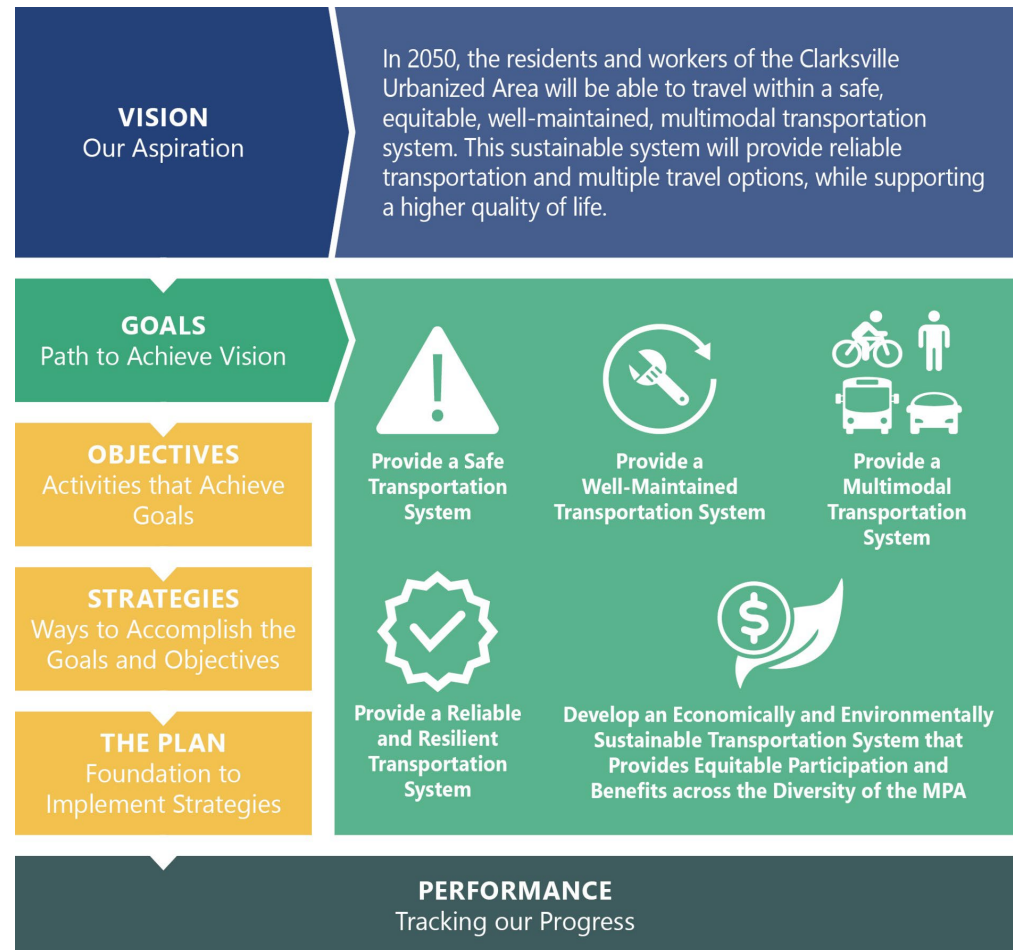 VISION
Our Aspiration
In 2050, the residents and workers of the Clarksville
Urbanized Area will be able to travel within a safe,
equitable, well-maintained, multimodal transportation
system. This sustainable system will provide reliable
transportation and multiple travel options, while supporting
a higher quality of life.
GOALS
Path to Achieve Vision
OBJECTIVES
Activities that Achieve
Goals
STRATEGIES
Ways to Accomplish the
Goals and Objectives
THE PLAN
Foundation to
Implement Strategies
Provide a Safe
Transportation
System
Provide a
Well-Maintained
Transportation System
Provide a
Multimodal
Transportation
System
Provide a Reliable
and Resilient
Transportation
System
$
Develop an Economically and Environmentally
Sustainable Transportation System that
Provides Equitable Participation and
Benefits across the Diversity of the MPA
PERFORMANCE
Tracking our Progress